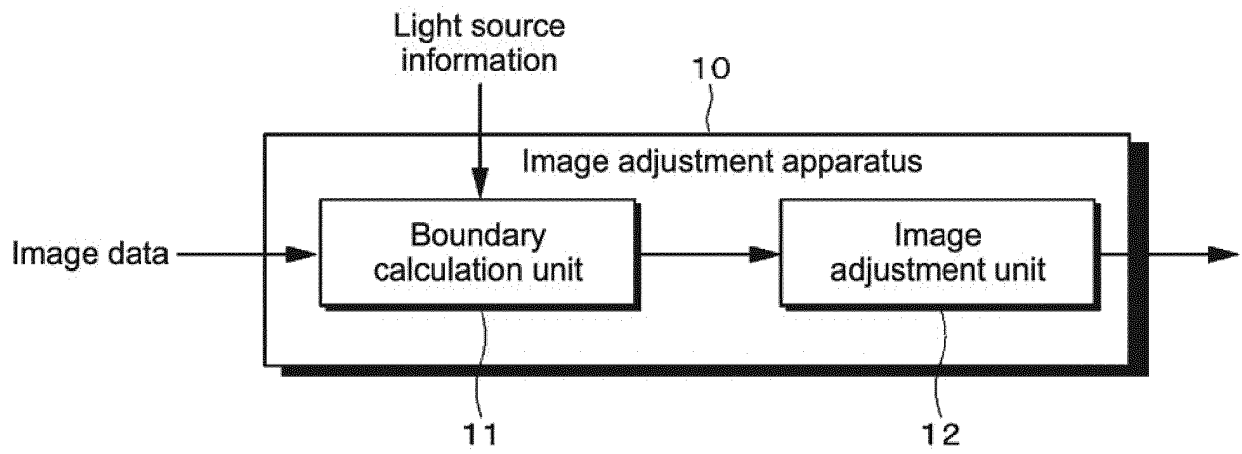 Light source
information
10
Image adjustment apparatus
Image data
Boundary
calculation unit
Image
adjustment unit
11
12